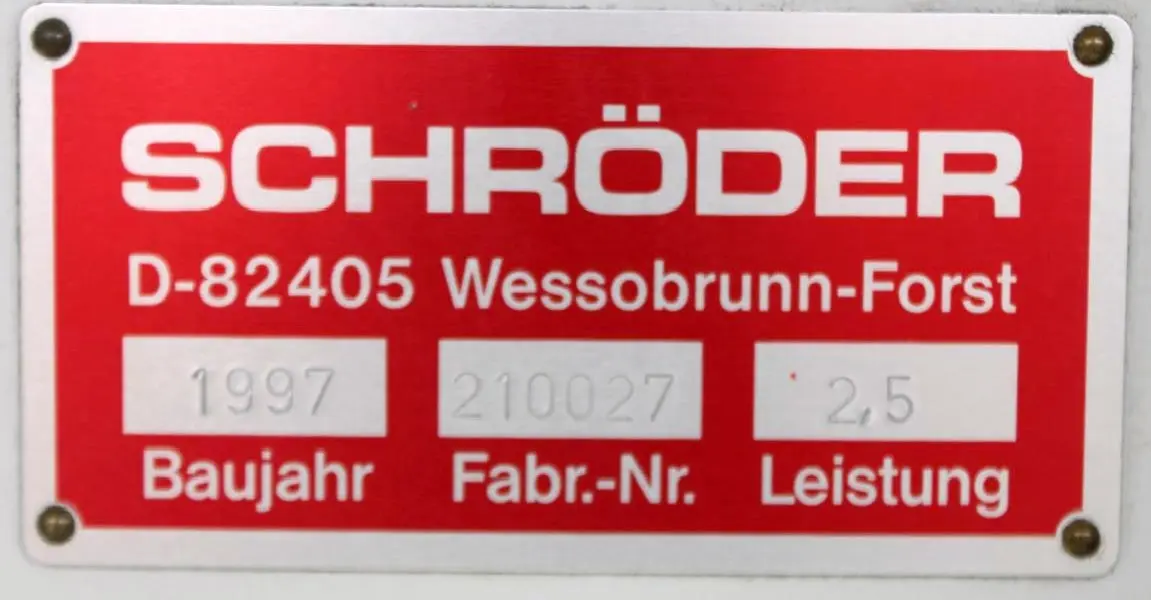 SCHRÖDER
D-82405 Wessobrunn-Forst
1997 210027 2,5
Baujahr Fabr.-Nr. Leistung